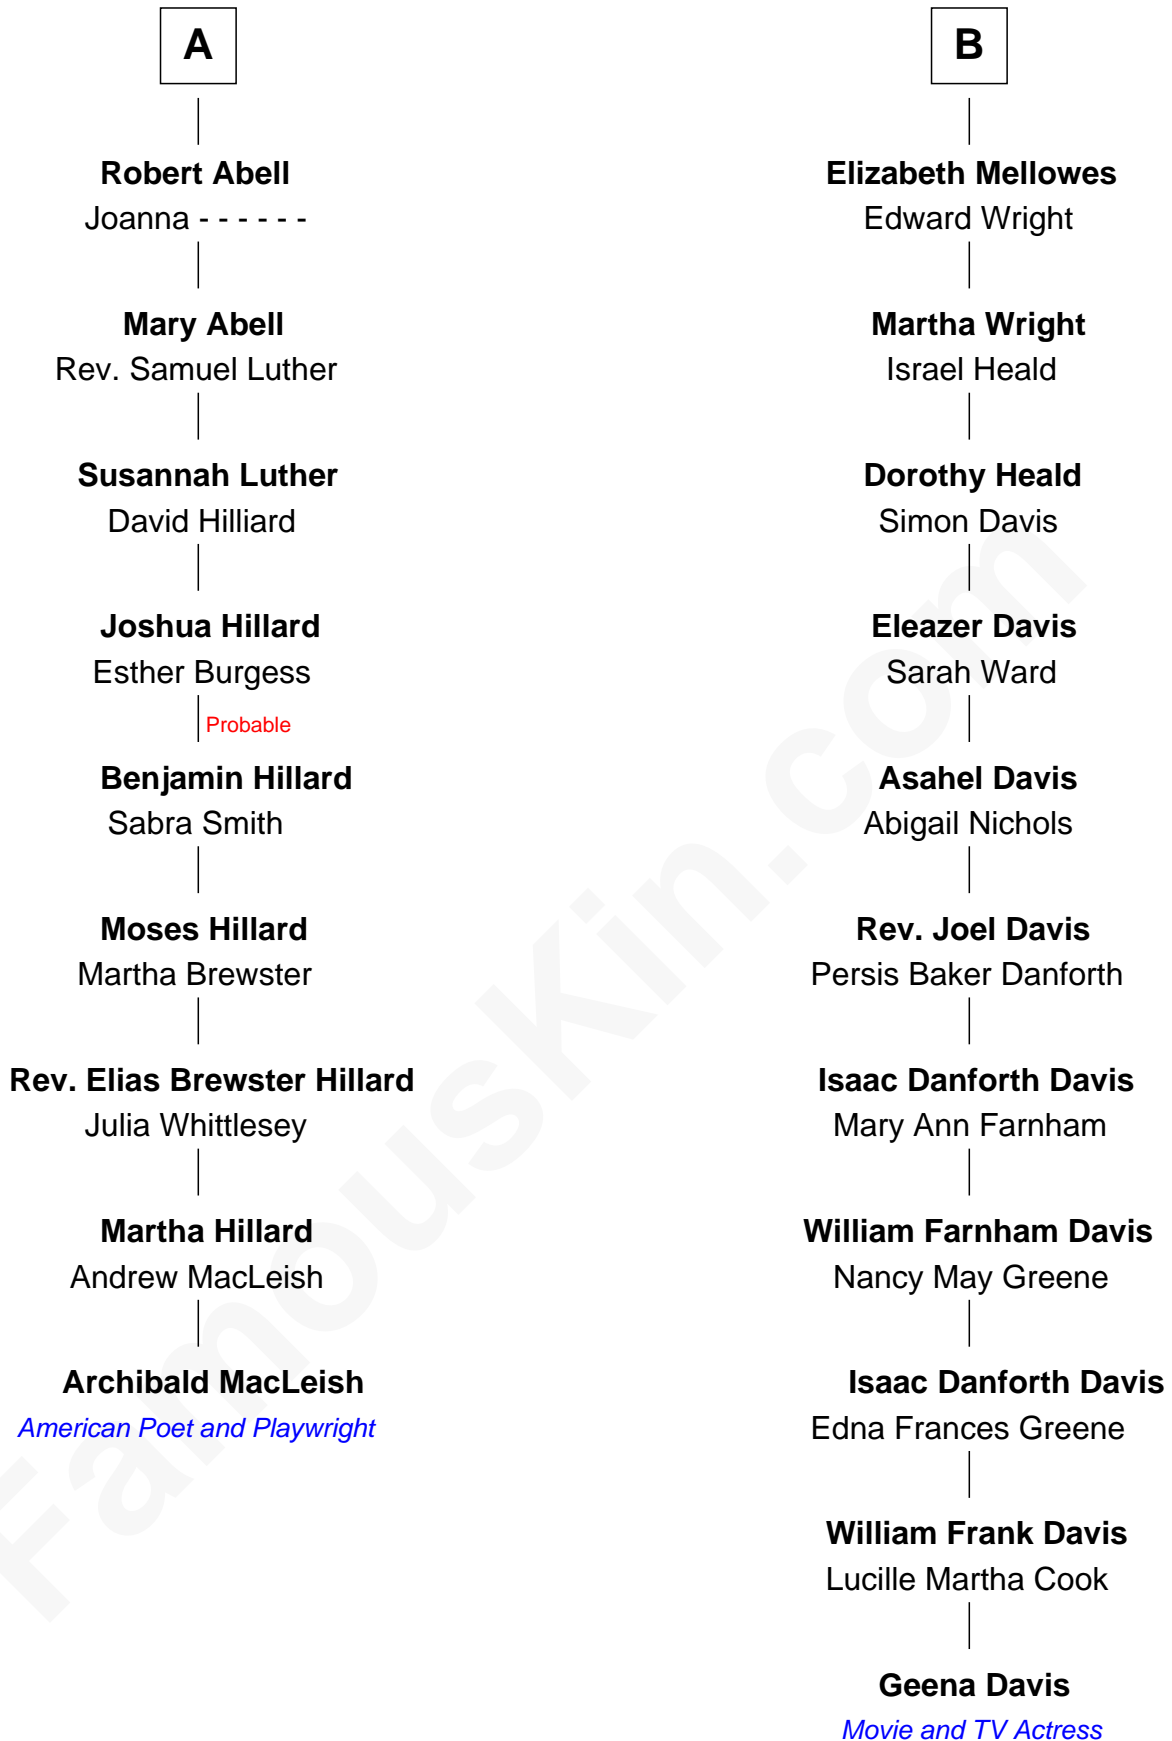 A
Robert Abell
Joanna - - - - - -
Mary Abell
Rev. Samuel Luther
Susannah Luther
David Hilliard
Joshua Hillard
Esther Burgess
Probable
Benjamin Hillard
Sabra Smith
Moses Hillard
Martha Brewster
Rev. Elias Brewster Hillard
Julia Whittlesey
Martha Hillard
Andrew MacLeish
Archibald MacLeish
American Poet and Playwright
B
Elizabeth Mellowes
Edward Wright
Martha Wright
Israel Heald
Dorothy Heald
Simon Davis
Eleazer Davis
Sarah Ward
Asahel Davis
Abigail Nichols
Rev. Joel Davis
Persis Baker Danforth
Isaac Danforth Davis
Mary Ann Farnham
William Farnham Davis
Nancy May Greene
Isaac Danforth Davis
Edna Frances Greene
William Frank Davis
Lucille Martha Cook
Geena Davis
Movie and TV Actress
FamousKin.com